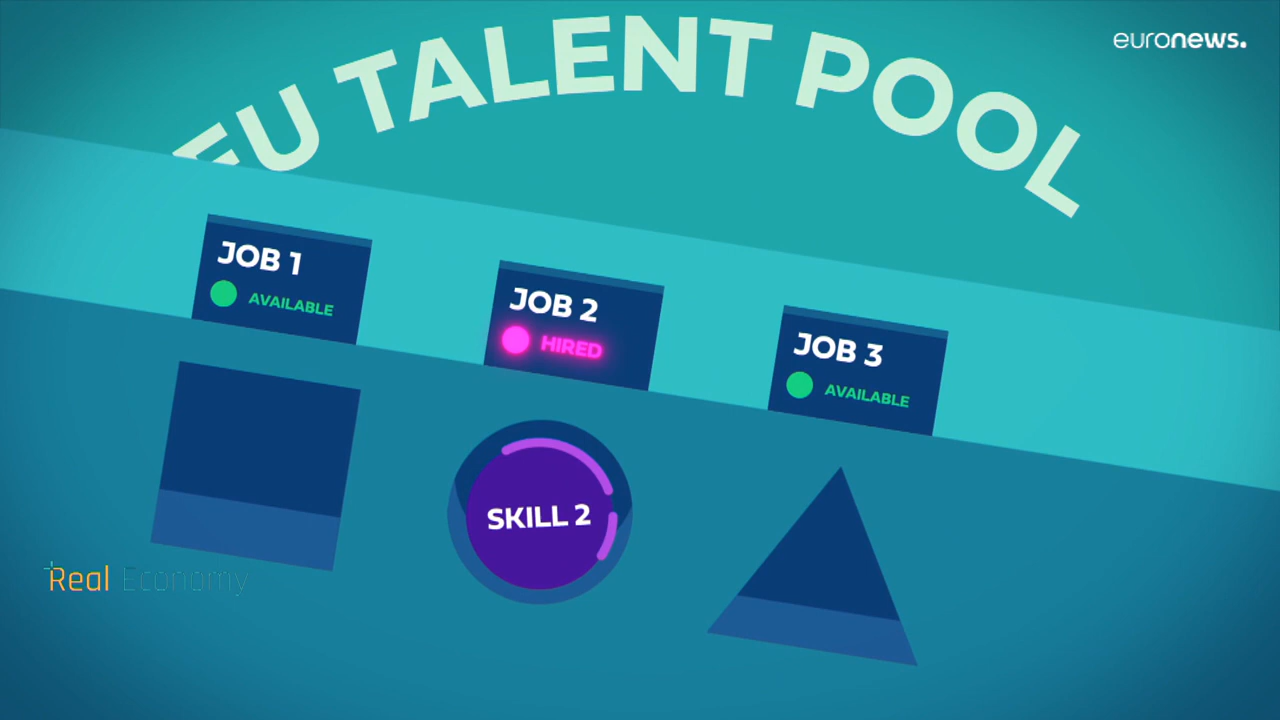 euronews.
EU TALENT POOL
JOB 1
AVAILABLE
JOB 2
HIRED
JOB 3
AVAILABLE
SKILL 2
Real Economy